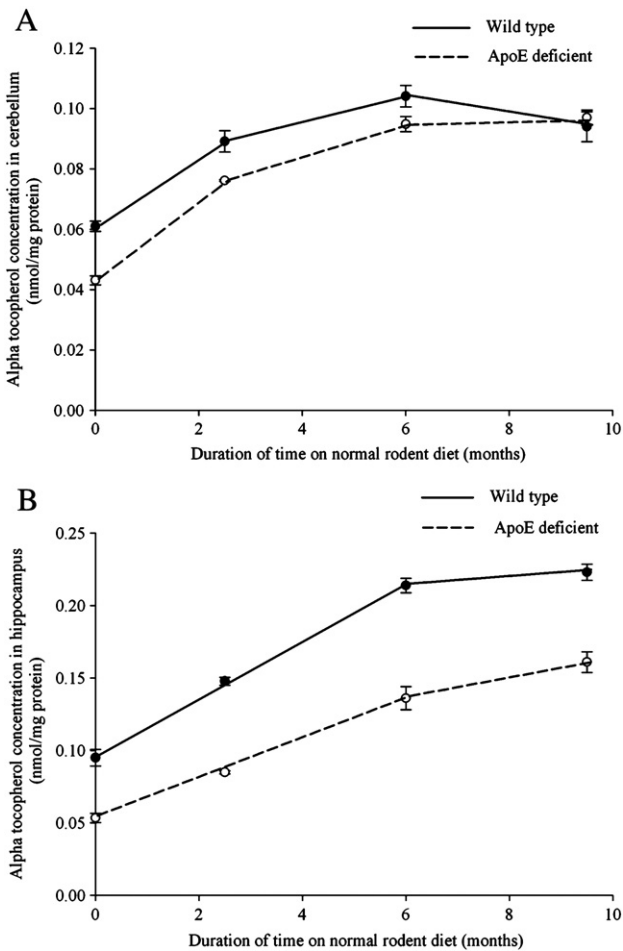 A
Wild type
ApoE deficient
0.12
0.10
0.08
0.06
0.04
0.02
0.00
Alpha tocopherol concentration in cerebellum
(nmol/mg protein)
0 2 4 6 8 10
Duration of time on normal rodent diet (months)
B
Wild type
ApoE deficient
0.25
0.20
0.15
0.10
0.05
0.00
Alpha tocopherol concentration in hippocampus
(nmol/mg protein)
0 2 4 6 8 10
Duration of time on normal rodent diet (months)